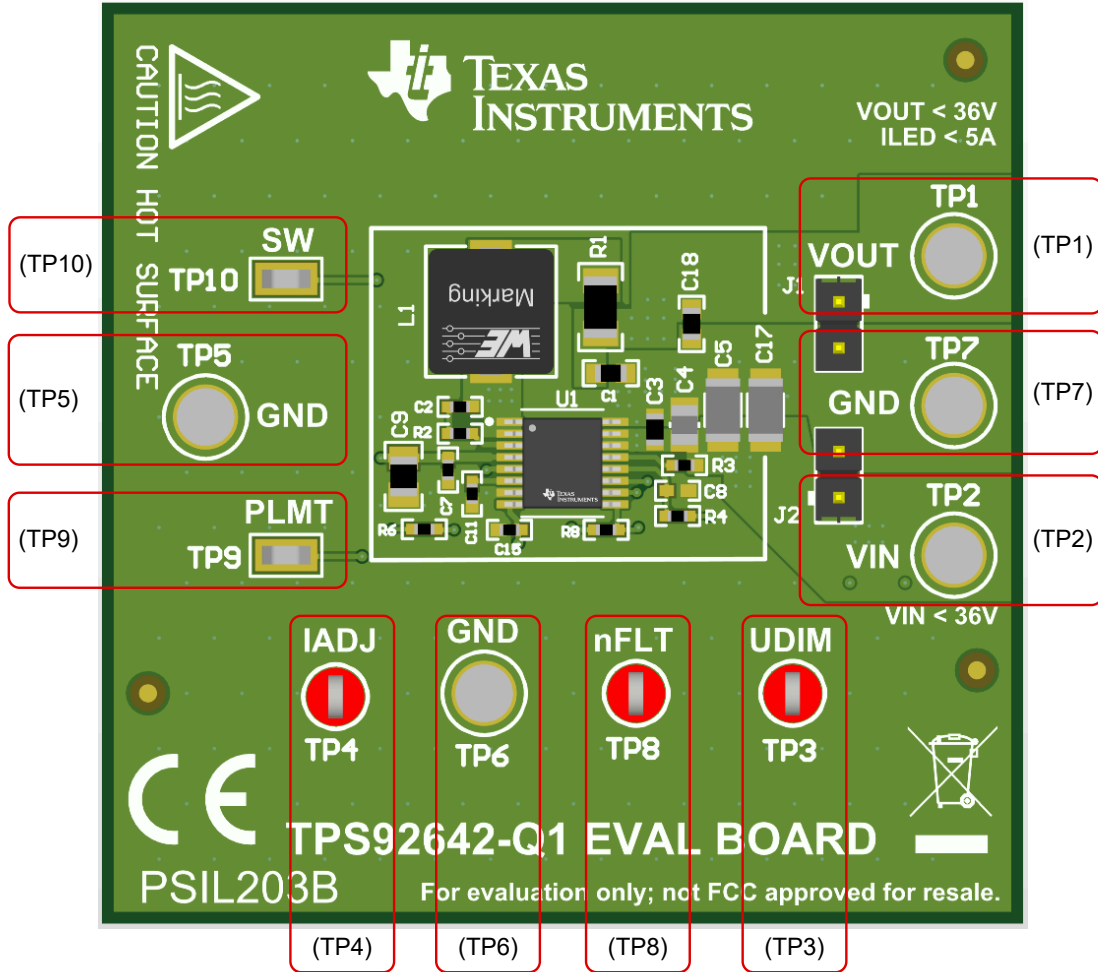 TEXAS
INSTRUMENTS
CAUTION HOT SURFACE
VOUT < 36V
ILED < 5A
TP1
VOUT
(TP1)
SW
TP10
(TP10)
J1
R1
C18
L1
Marking
WE
C17
C5
C4
C3
C1
U1
TP5
GND
(TP5)
TP7
GND
(TP7)
C2
R2
C9
C7
C11
R6
C15
R8
TEXAS
INSTRUMENTS
R3
C8
R4
J2
PLMT
TP9
(TP9)
TP2
VIN
(TP2)
VIN < 36V
IADJ
TP4
GND
TP6
nFLT
TP8
UDIM
TP3
CE
TPS92642-Q1 EVAL BOARD
PSIL203B
For evaluation only; not FCC approved for resale.
(TP4)
(TP6)
(TP8)
(TP3)